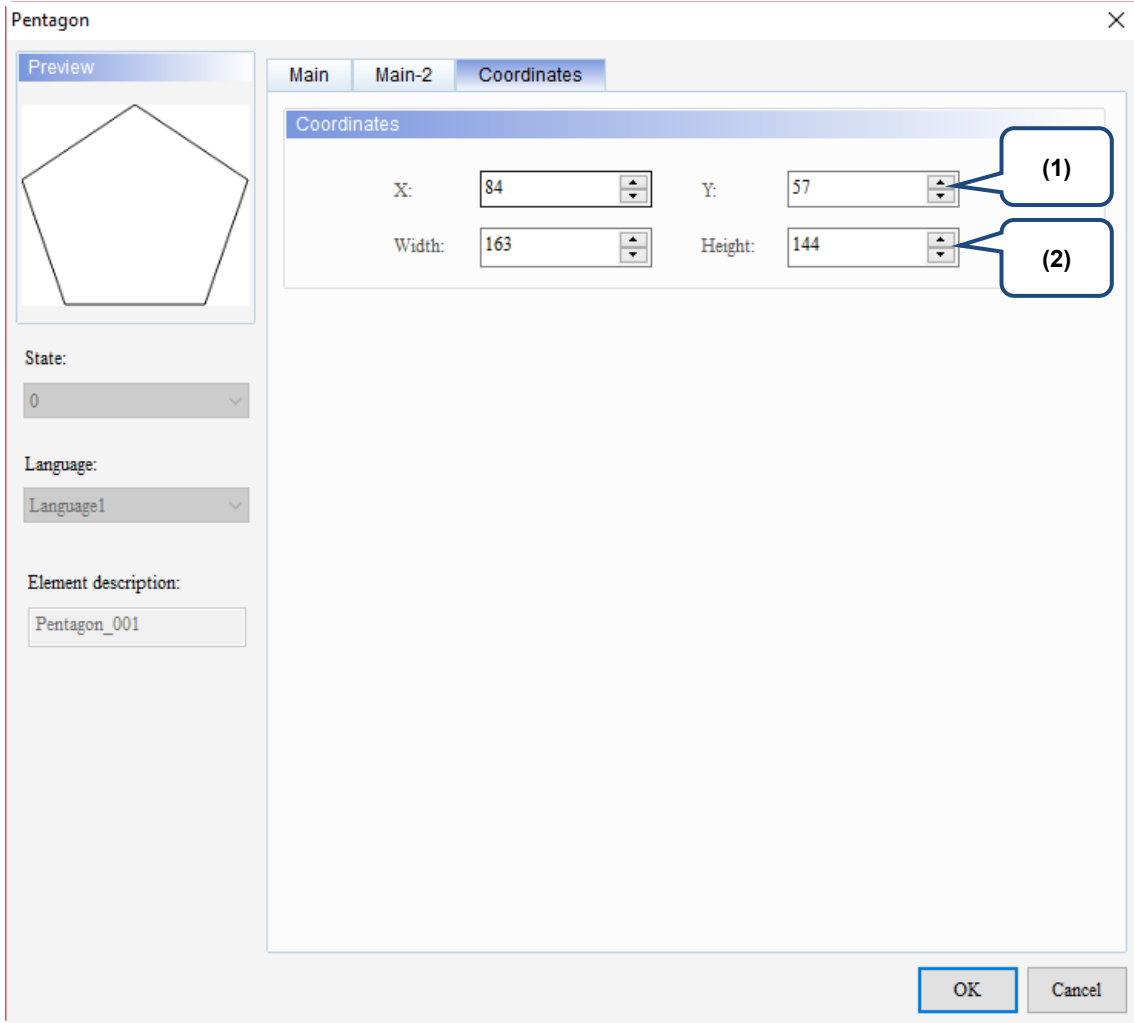 Pentagon
Preview
Main Main-2 Coordinates
Coordinates
X: 84 Y: 57
(1)
Width: 163 Height: 144
(2)
State:
0
Language:
Language1
Element description:
Pentagon_001
OK Cancel